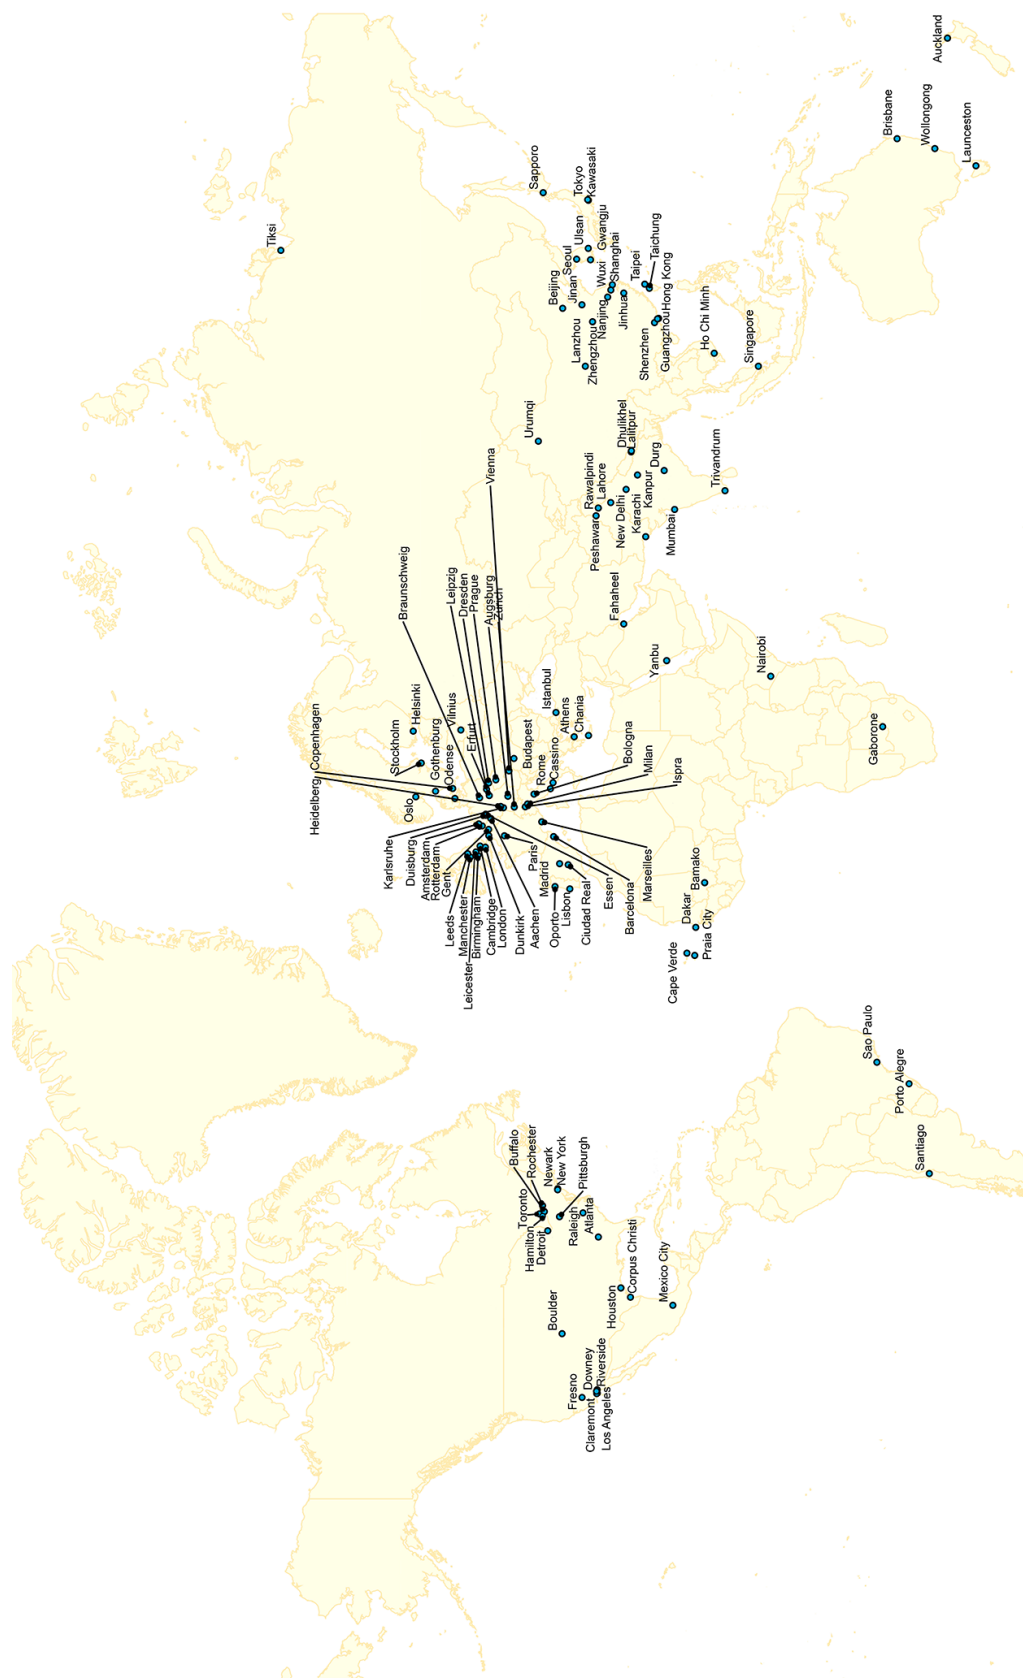 Auckland
Brisbane
Wollongong
Launceston
Sapporo
Tokyo
Kawasaki
Tiksi
Ulsan
Gwangju
Seoul
Shanghai
Wuxi
Taipei
Taichung
Beijing
Jinan
Nanjing
Jinhua
Hong Kong
Guangzhou
Shenzhen
Lanzhou
Zhengzhou
Ho Chi Minh
Singapore
Urumqi
Dhulikhel
Lalitpur
Durg
Kanpur
Trivandrum
Rawalpindi
Lahore
Peshawar
New Delhi
Karachi
Mumbai
Vienna
Braunschweig
Leipzig
Dresden
Prague
Augsburg
Zurich
Fahaheel
Yanbu
Nairobi
Gaborone
Istanbul
Athens
Chania
Helsinki
Vilnius
Stockholm
Copenhagen
Heidelberg
Gothenburg
Odense
Oslo
Erfurt
Budapest
Rome
Cassino
Bologna
Milan
Ispra
Karlsruhe
Duisburg
Amsterdam
Rotterdam
Gent
Leeds
Manchester
Birmingham
Leicester
Cambridge
London
Dunkirk
Aachen
Paris
Madrid
Oporto
Lisbon
Ciudad Real
Essen
Barcelona
Marseilles
Bamako
Dakar
Praia City
Cape Verde
Sao Paulo
Porto Alegre
Santiago
Buffalo
Rochester
Newark
New York
Pittsburgh
Toronto
Hamilton
Detroit
Raleigh
Atlanta
Houston
Corpus Christi
Mexico City
Boulder
Fresno
Downey
Riverside
Claremont
Los Angeles